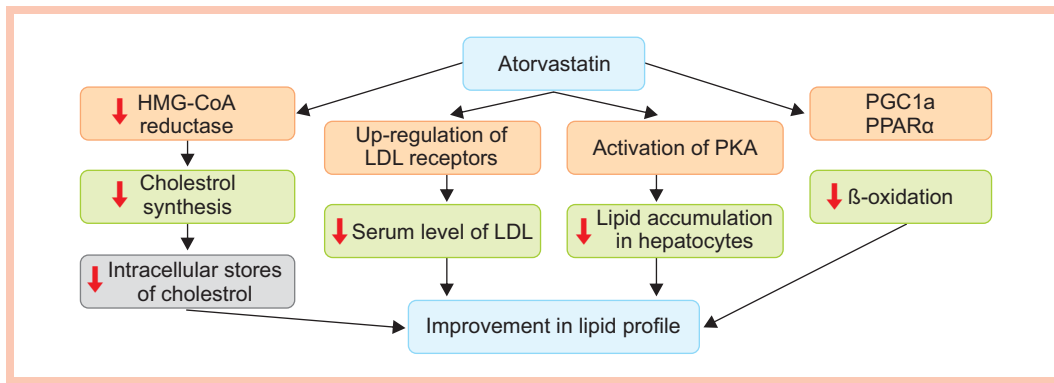 Atorvastatin
HMG-CoA
reductase
Up-regulation of
LDL receptors
Activation of PKA
PGC1a
PPARα
Cholestrol
synthesis
Serum level of LDL
Lipid accumulation
in hepatocytes
ß-oxidation
Intracellular stores
of cholestrol
Improvement in lipid profile